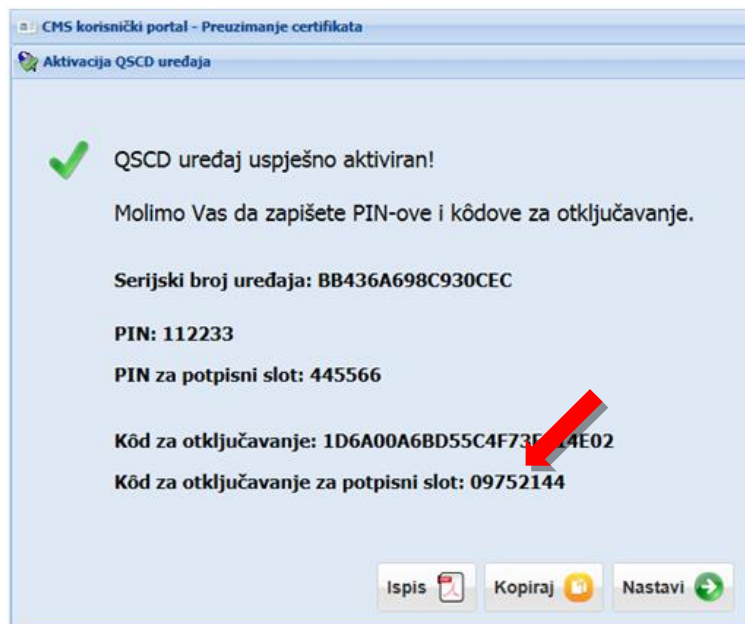 CMS korisnički portal - Preuzimanje certifikata
Aktivacija QSCD uređaja
QSCD uređaj uspješno aktiviran!
Molimo Vas da zapišete PIN-ove i kôdove za otključavanje.
Serijski broj uređaja: BB436A698C930CEC
PIN: 112233
PIN za potpisni slot: 445566
Kôd za otključavanje:
Kôd za otključavanje za potpisni slot: 09752144
Ispis Kopiraj Nastavi